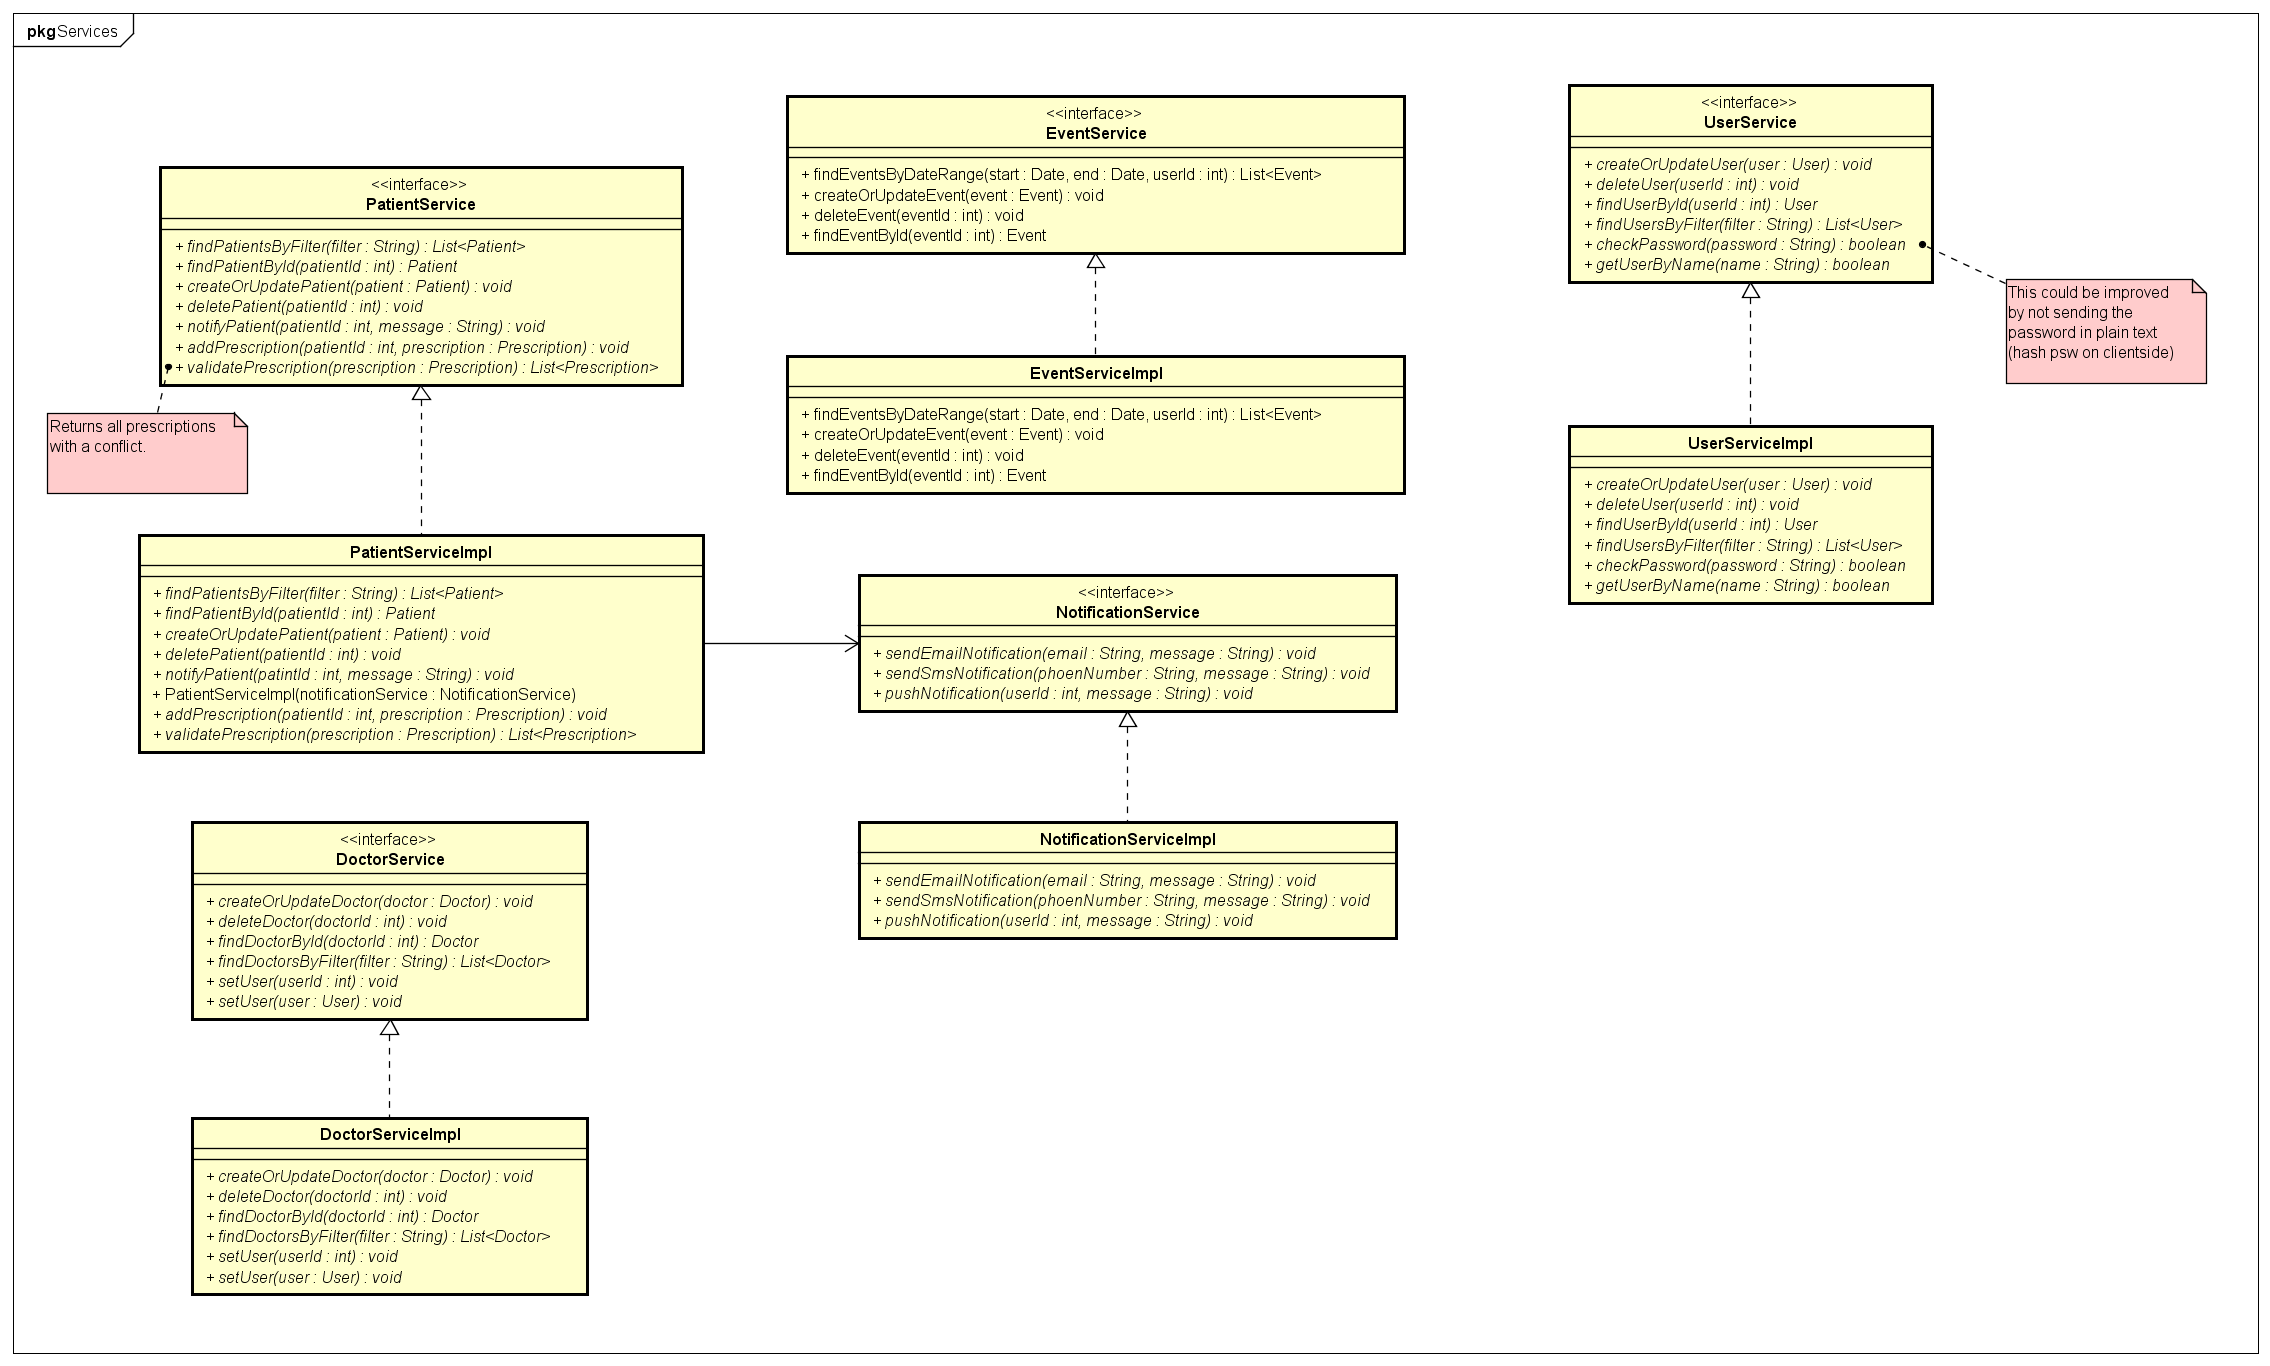 pkgServices
<<interface>>
PatientService
+ findPatientsByFilter(filter : String) : List<Patient>
+ findPatientById(patientId : int) : Patient
+ createOrUpdatePatient(patient : Patient) : void
+ deletePatient(patientId : int) : void
+ notifyPatient(patientId : int, message : String) : void
+ addPrescription(patientId : int, prescription : Prescription) : void
+ validatePrescription(prescription : Prescription) : List<Prescription>
Returns all prescriptions
with a conflict.
PatientServiceImpl
+ findPatientsByFilter(filter : String) : List<Patient>
+ findPatientById(patientId : int) : Patient
+ createOrUpdatePatient(patient : Patient) : void
+ deletePatient(patientId : int) : void
+ notifyPatient(patintId : int, message : String) : void
+ PatientServiceImpl(notificationService : NotificationService)
+ addPrescription(patientId : int, prescription : Prescription) : void
+ validatePrescription(prescription : Prescription) : List<Prescription>
<<interface>>
DoctorService
+ createOrUpdateDoctor(doctor : Doctor) : void
+ deleteDoctor(doctorId : int) : void
+ findDoctorById(doctorId : int) : Doctor
+ findDoctorsByFilter(filter : String) : List<Doctor>
+ setUser(userId : int) : void
+ setUser(user : User) : void
DoctorServiceImpl
+ createOrUpdateDoctor(doctor : Doctor) : void
+ deleteDoctor(doctorId : int) : void
+ findDoctorById(doctorId : int) : Doctor
+ findDoctorsByFilter(filter : String) : List<Doctor>
+ setUser(userId : int) : void
+ setUser(user : User) : void
<<interface>>
EventService
+ findEventsByDateRange(start : Date, end : Date, userId : int) : List<Event>
+ createOrUpdateEvent(event : Event) : void
+ deleteEvent(eventId : int) : void
+ findEventById(eventId : int) : Event
EventServiceImpl
+ findEventsByDateRange(start : Date, end : Date, userId : int) : List<Event>
+ createOrUpdateEvent(event : Event) : void
+ deleteEvent(eventId : int) : void
+ findEventById(eventId : int) : Event
<<interface>>
NotificationService
+ sendEmailNotification(email : String, message : String) : void
+ sendSmsNotification(phoenNumber : String, message : String) : void
+ pushNotification(userId : int, message : String) : void
NotificationServiceImpl
+ sendEmailNotification(email : String, message : String) : void
+ sendSmsNotification(phoenNumber : String, message : String) : void
+ pushNotification(userId : int, message : String) : void
<<interface>>
UserService
+ createOrUpdateUser(user : User) : void
+ deleteUser(userId : int) : void
+ findUserById(userId : int) : User
+ findUsersByFilter(filter : String) : List<User>
+ checkPassword(password : String) : boolean
+ getUserByName(name : String) : boolean
This could be improved
by not sending the
password in plain text
(hash psw on clientside)
UserServiceImpl
+ createOrUpdateUser(user : User) : void
+ deleteUser(userId : int) : void
+ findUserById(userId : int) : User
+ findUsersByFilter(filter : String) : List<User>
+ checkPassword(password : String) : boolean
+ getUserByName(name : String) : boolean